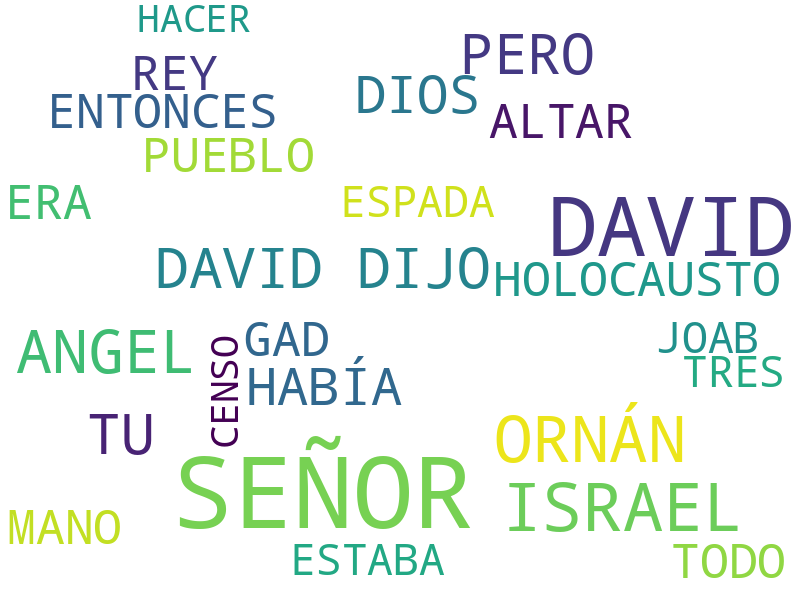 HACER
PERO
REY
DIOS
ENTONCES
ALTAR
PUEBLO
ERA
ESPADA
DAVID
DAVID DIJO
HOLOCAUSTO
ANGEL
GAD
JOAB
CENSO
HABÍA
TRES
TU
ORNÁN
SEÑOR
ISRAEL
MANO
ESTABA
TODO